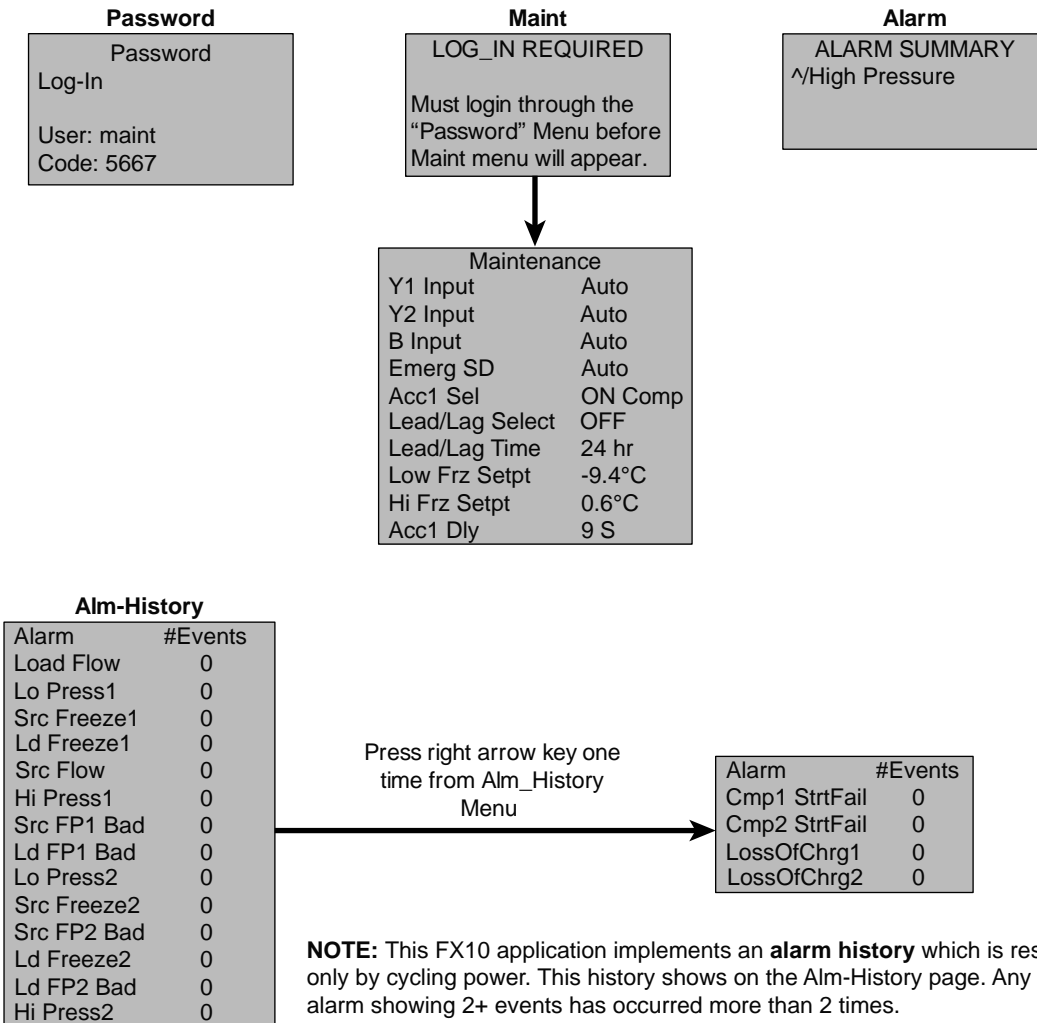 Password
Password
Log-In
User: maint
Code: 5667
Maint
LOG_IN REQUIRED
Must login through the
“Password” Menu before
Maint menu will appear.
Alarm
ALARM SUMMARY
^/High Pressure
Maintenance
Y1 Input Auto
Y2 Input Auto
B Input Auto
Emerg SD Auto
Acc1 Sel ON Comp
Lead/Lag Select OFF
Lead/Lag Time 24 hr
Low Frz Setpt -9.4°C
Hi Frz Setpt 0.6°C
Acc1 Dly 9 S
Alm-History
Alarm #Events
Load Flow 0
Lo Press1 0
Src Freeze1 0
Ld Freeze1 0
Src Flow 0
Hi Press1 0
Src FP1 Bad 0
Ld FP1 Bad 0
Lo Press2 0
Src Freeze2 0
Src FP2 Bad 0
Ld Freeze2 0
Ld FP2 Bad 0
Hi Press2 0
Press right arrow key one
time from Alm_History
Menu
Alarm #Events
Cmp1 StrtFail 0
Cmp2 StrtFail 0
LossOfChrg1 0
LossOfChrg2 0
NOTE: This FX10 application implements an alarm history which is
only by cycling power. This history shows on the Alm-History page. Any
alarm showing 2+ events has occurred more than 2 times.